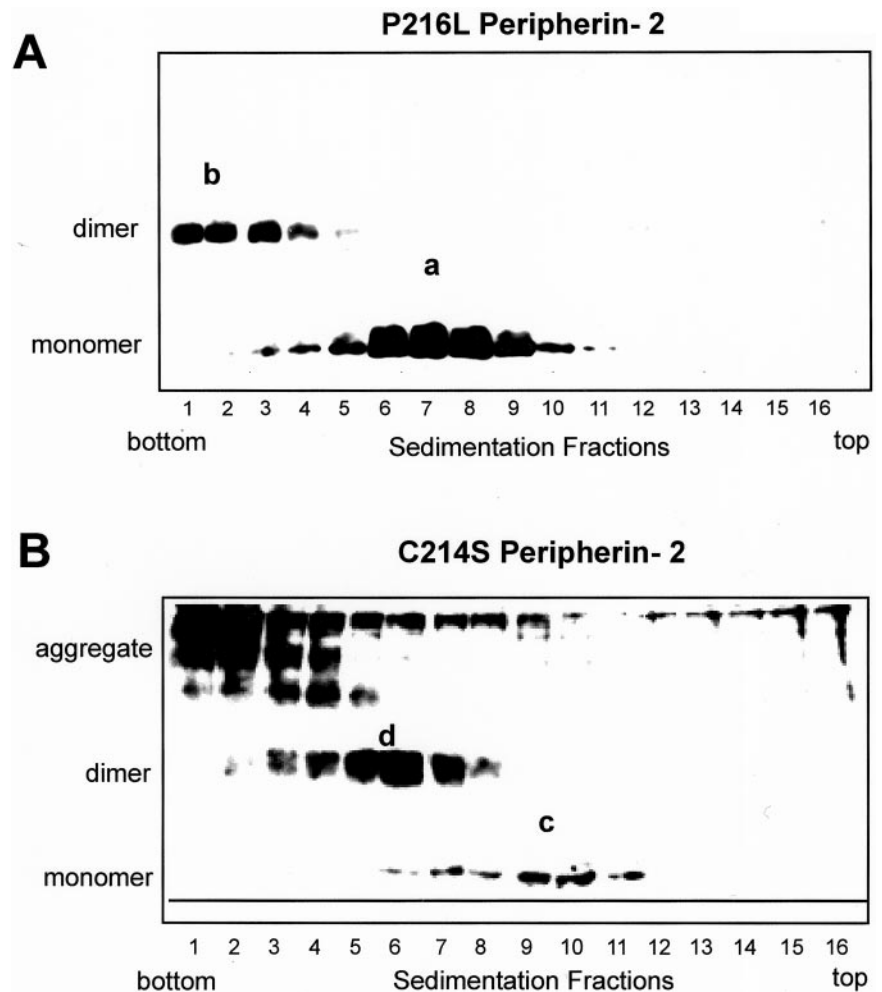 A
P216L Peripherin- 2
b
dimer
a
monomer
1 2 3 4 5 6 7 8 9 10 11 12 13 14 15 16
bottom Sedimentation Fractions top
B
C214S Peripherin- 2
aggregate
d
dimer
c
monomer
1 2 3 4 5 6 7 8 9 10 11 12 13 14 15 16
bottom Sedimentation Fractions top